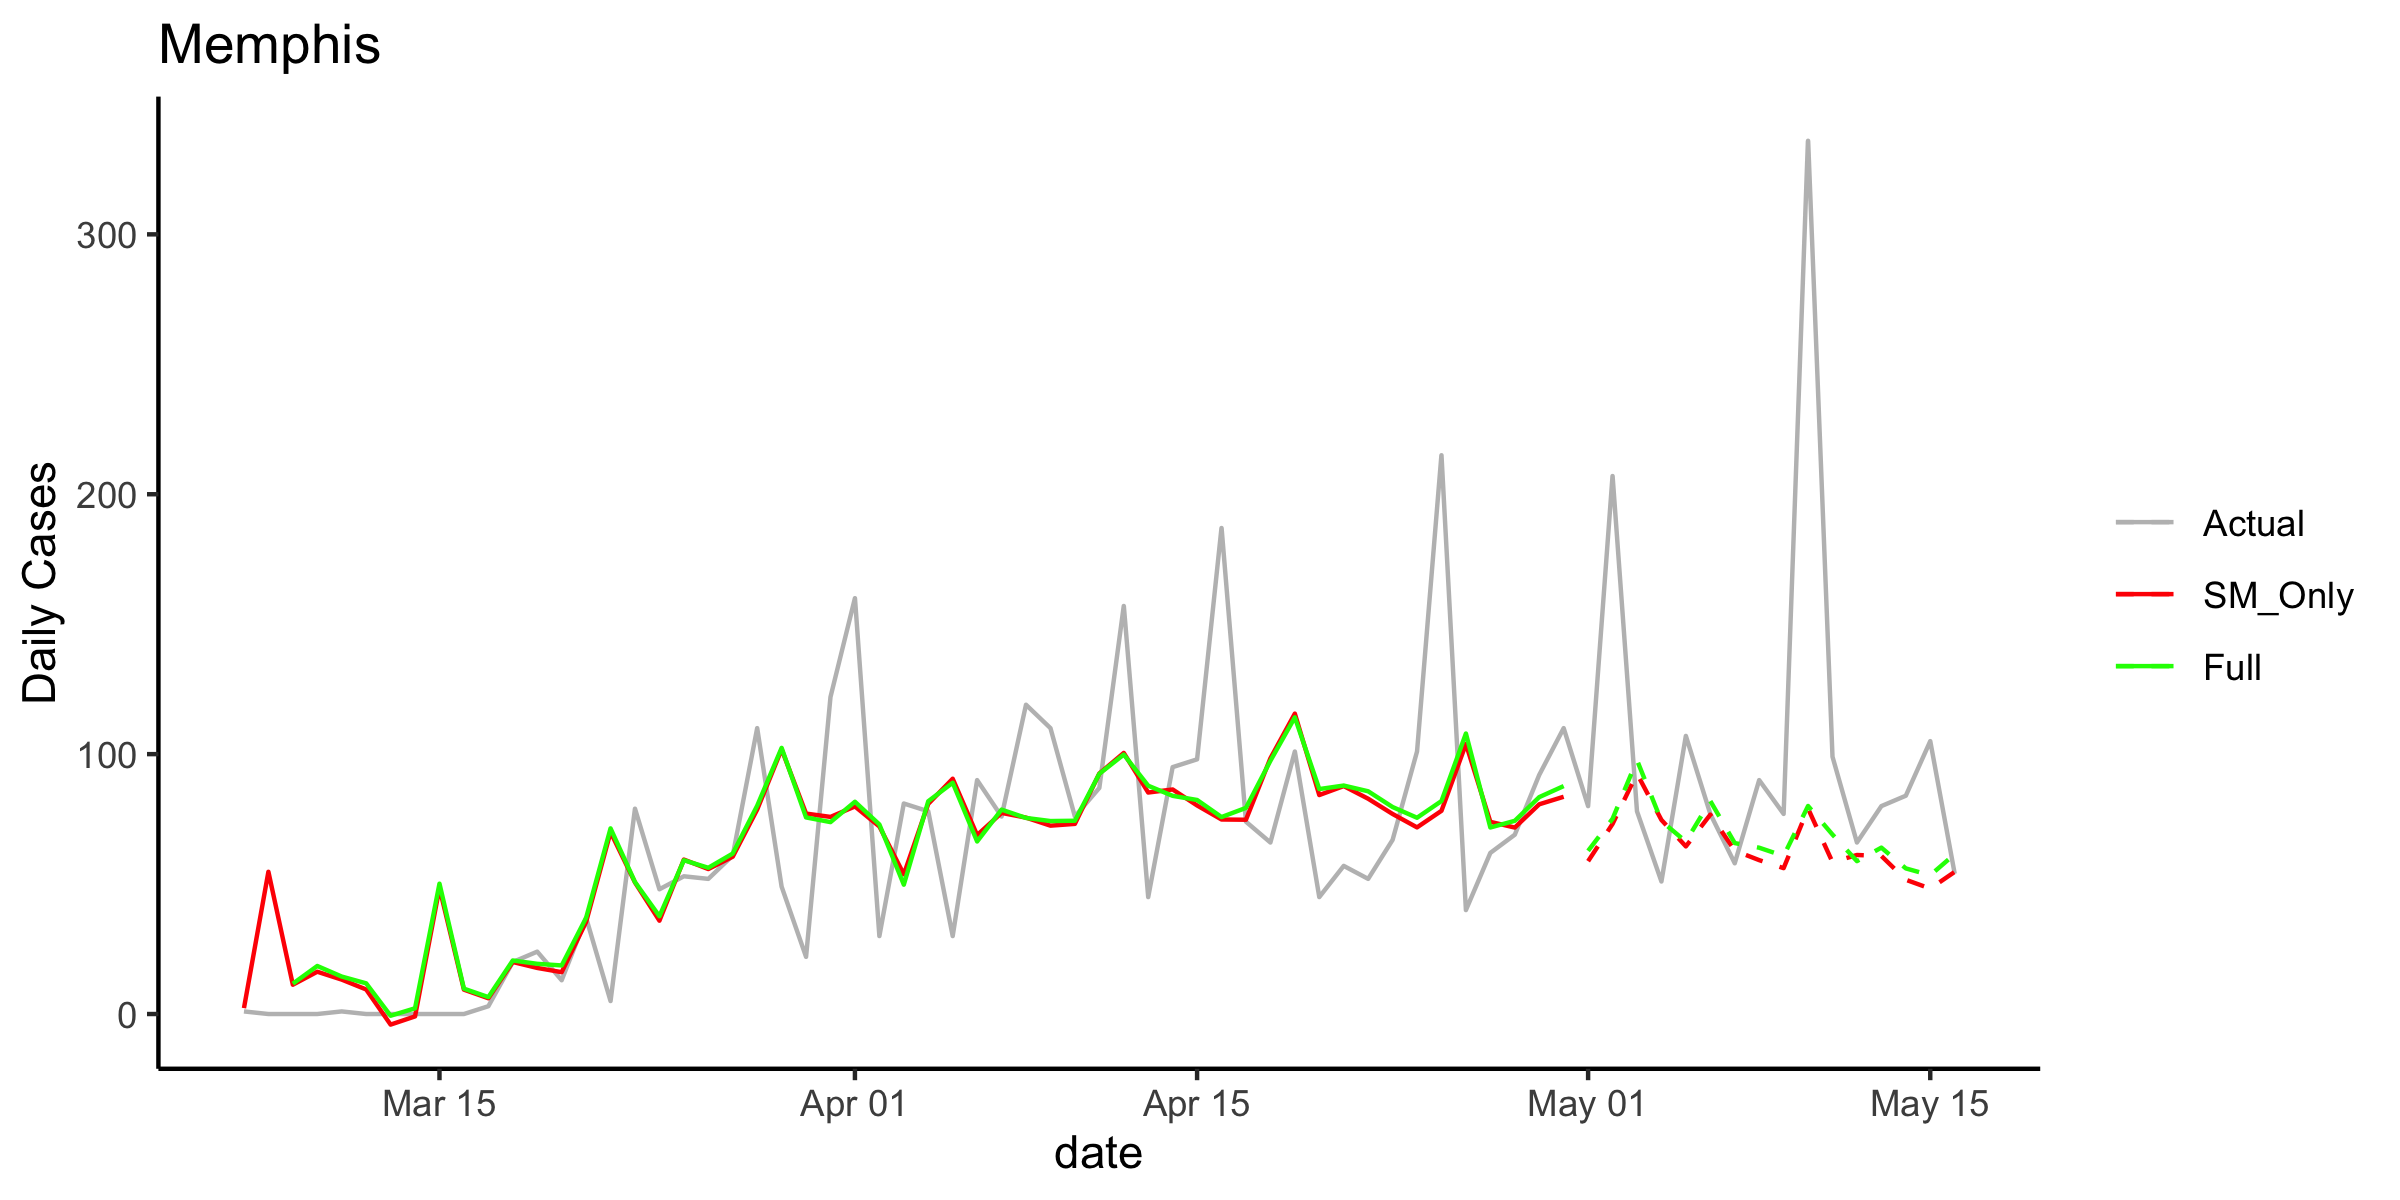 Memphis
Daily Cases
300
200
100
0
Mar 15
Apr 01
Apr 15
May 01
May 15
date
Actual
SM_Only
Full